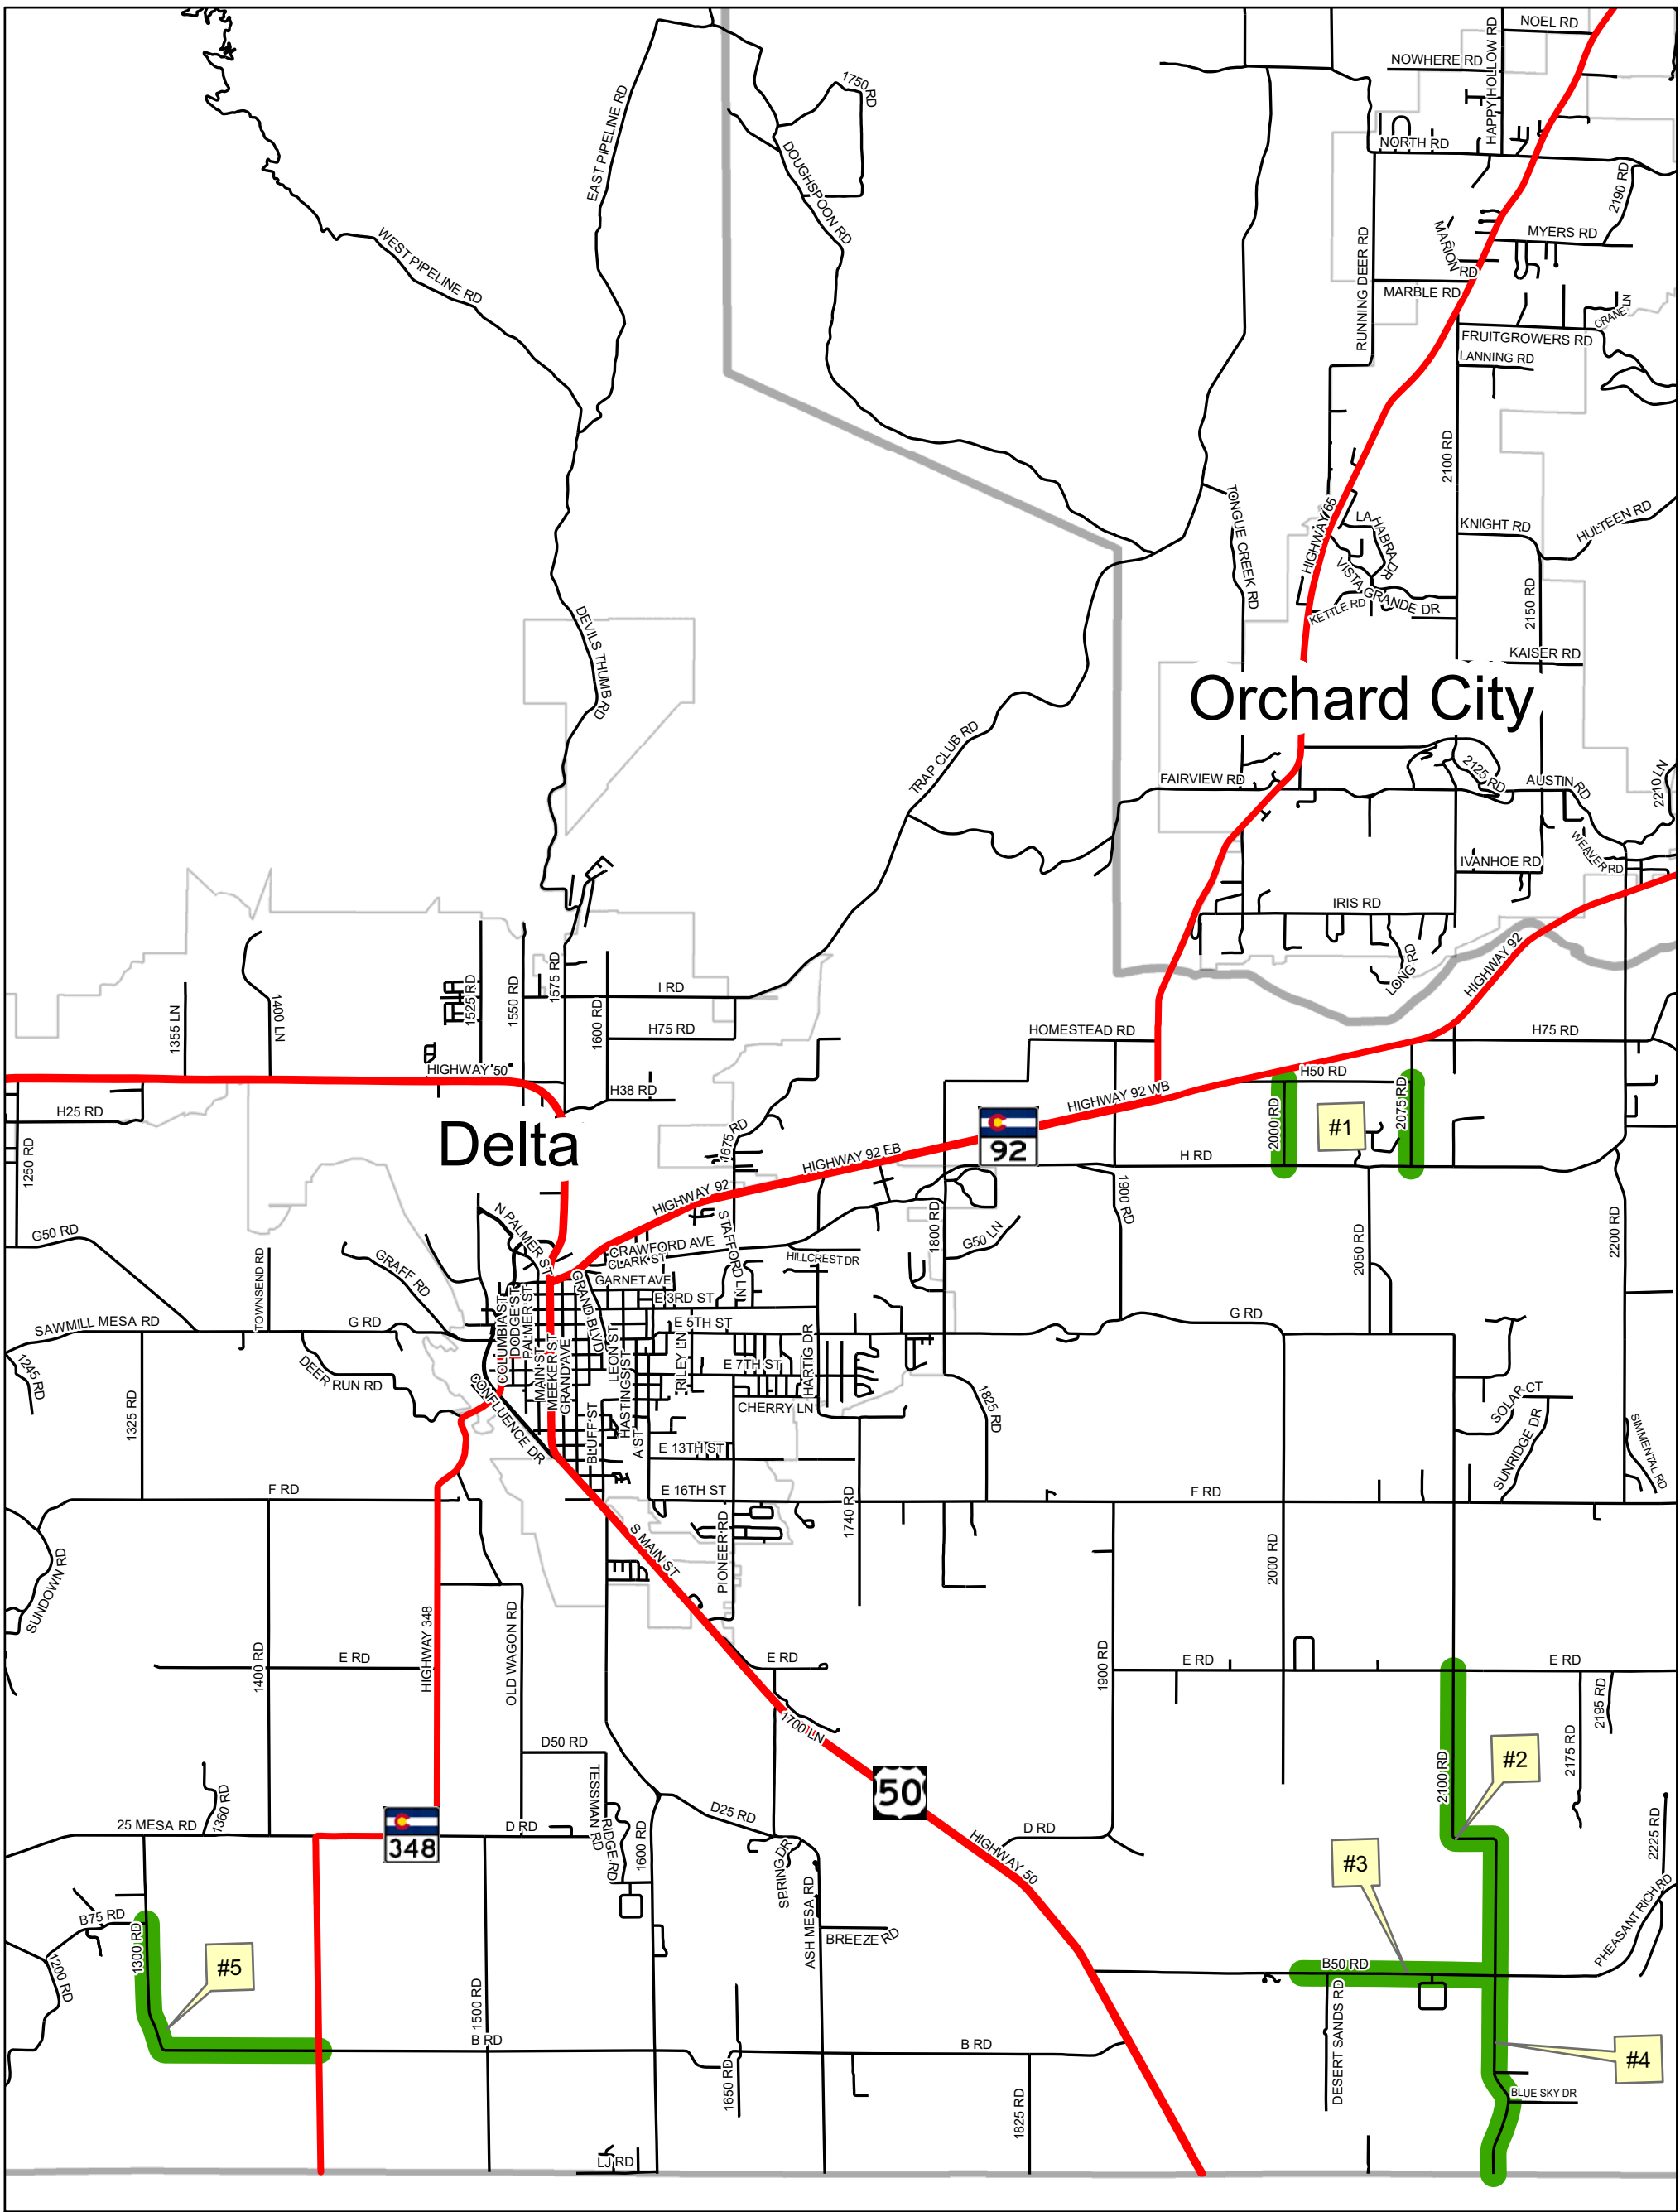 NOEL RD
NOWHERE RD
HAPPY HOLLOW RD
1750 RD
EAST PIPELINE RD
NORTH RD
DOUGHSPOON RD
2190 RD
WEST PIPELINE RD
MARION RD
MYERS RD
RUNNING DEER RD
MARBLE RD
CRANE LN
FRUITGROWERS RD
LANNING RD
2100 RD
TONGUE CREEK RD
HIGHWAY 65
LA HABRA DR
KNIGHT RD
HULTEEN RD
VISTA GRANDE DR
KETTLE RD
2150 RD
DEVILS THUMB RD
KAISER RD
Orchard City
TRAP CLUB RD
FAIRVIEW RD
2125 RD
AUSTIN RD
2210 LN
WEAVER RD
IVANHOE RD
IRIS RD
LONG RD
HIGHWAY 92
1355 LN
1400 LN
1525 RD
1550 RD
1575 RD
I RD
1600 RD
H75 RD
HOMESTEAD RD
H75 RD
HIGHWAY 50
H38 RD
H50 RD
H25 RD
HIGHWAY 92 WB
2000 RD
2075 RD
#1
92
Delta
1675 RD
HIGHWAY 92 EB
H RD
1250 RD
HIGHWAY 92
1900 RD
G50 RD
N PALMER ST
STAFFORD LN
1800 RD
G50 LN
2050 RD
2200 RD
TOWNSEND RD
GRAFF RD
CRAWFORD AVE
CLARK ST
HILLCREST DR
GARNET AVE
GRAND BLVD
E 3RD ST
SAWMILL MESA RD
G RD
E 5TH ST
G RD
COLUMBIA ST
DODGE ST
PALMER ST
MAIN ST
MEEKER ST
GRAND AVE
LEON ST
HASTINGS ST
RILEY LN
E 7TH ST
HARTIG DR
1245 RD
DEER RUN RD
CONFLUENCE DR
CHERRY LN
1325 RD
BLUFF ST
A ST
E 13TH ST
1825 RD
SOLAR CT
SUNRIDGE DR
SIMMENTAL RD
F RD
E 16TH ST
F RD
S MAIN ST
PIONEER RD
1740 RD
2000 RD
SUNDOWN RD
1400 RD
E RD
HIGHWAY 348
OLD WAGON RD
E RD
1900 RD
E RD
E RD
1700 LN
2195 RD
2175 RD
D50 RD
#2
2100 RD
50
TESSMAN RD
RIDGE RD
D25 RD
25 MESA RD
1360 RD
348
D RD
1600 RD
SPRING DR
HIGHWAY 50
D RD
2225 RD
#3
B75 RD
1300 RD
ASH MESA RD
BREEZE RD
PHEASANT RICH RD
#5
1200 RD
B50 RD
1500 RD
B RD
B RD
DESERT SANDS RD
#4
1650 RD
1825 RD
BLUE SKY DR
LJ RD